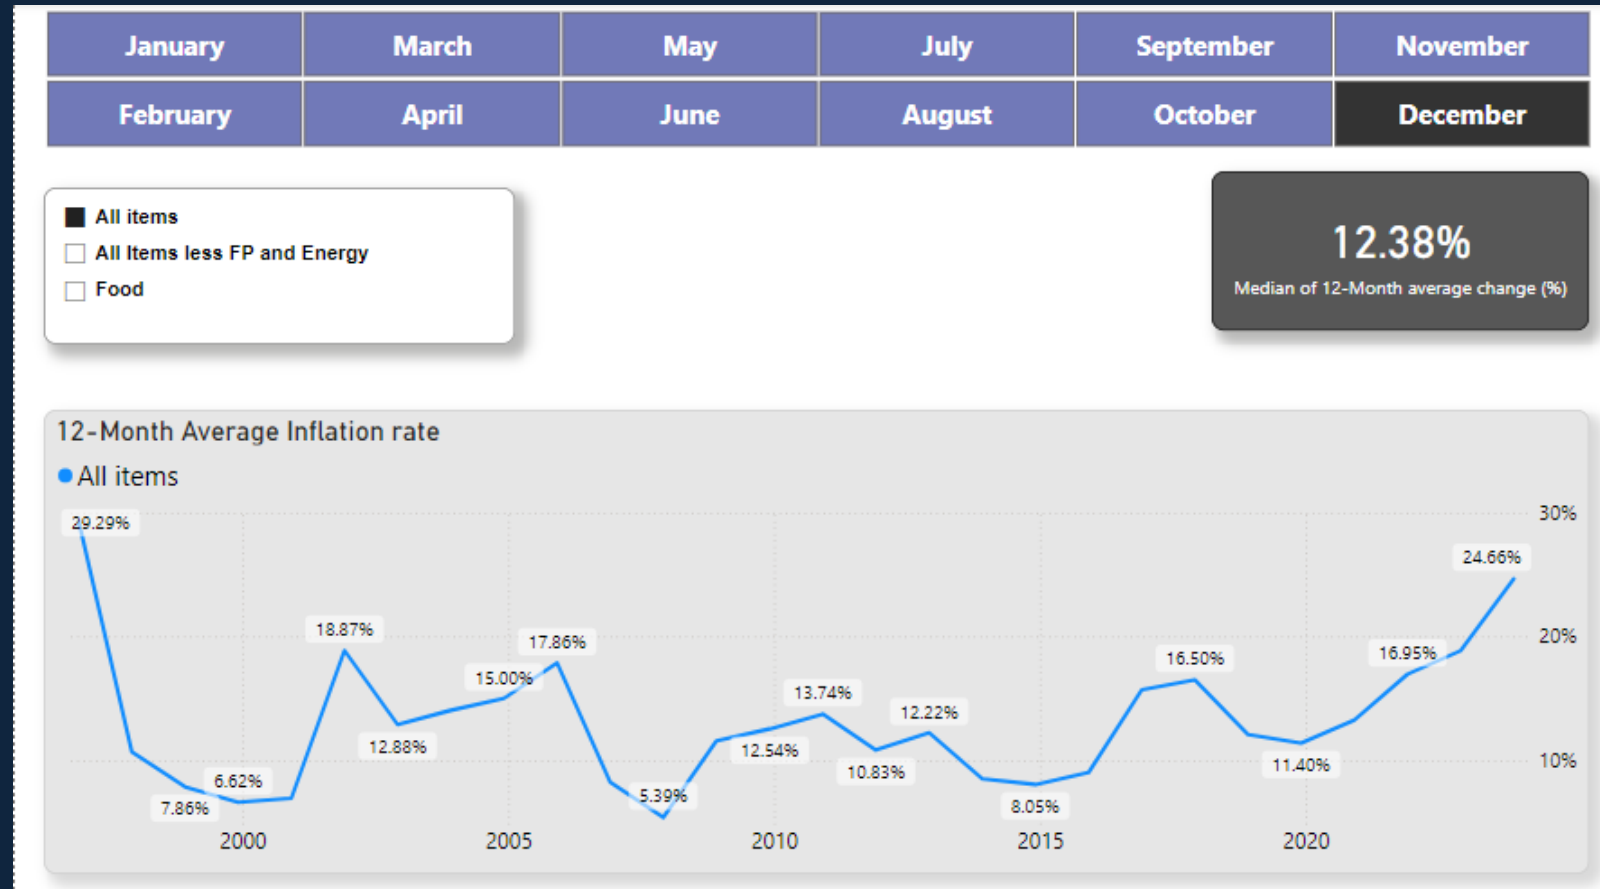 January March May July September November
February April June August October December
All items
All Items less FP and Energy
Food
12.38%
Median of 12-Month average change (%)
12-Month Average Inflation rate
All items
29.29%
30%
24.66%
18.87%
17.86%
20%
16.95%
16.50%
15.00%
13.74%
12.22%
12.88%
12.54%
10.83%
11.40%
10%
6.62%
5.39%
7.86%
8.05%
2000 2005 2010 2015 2020